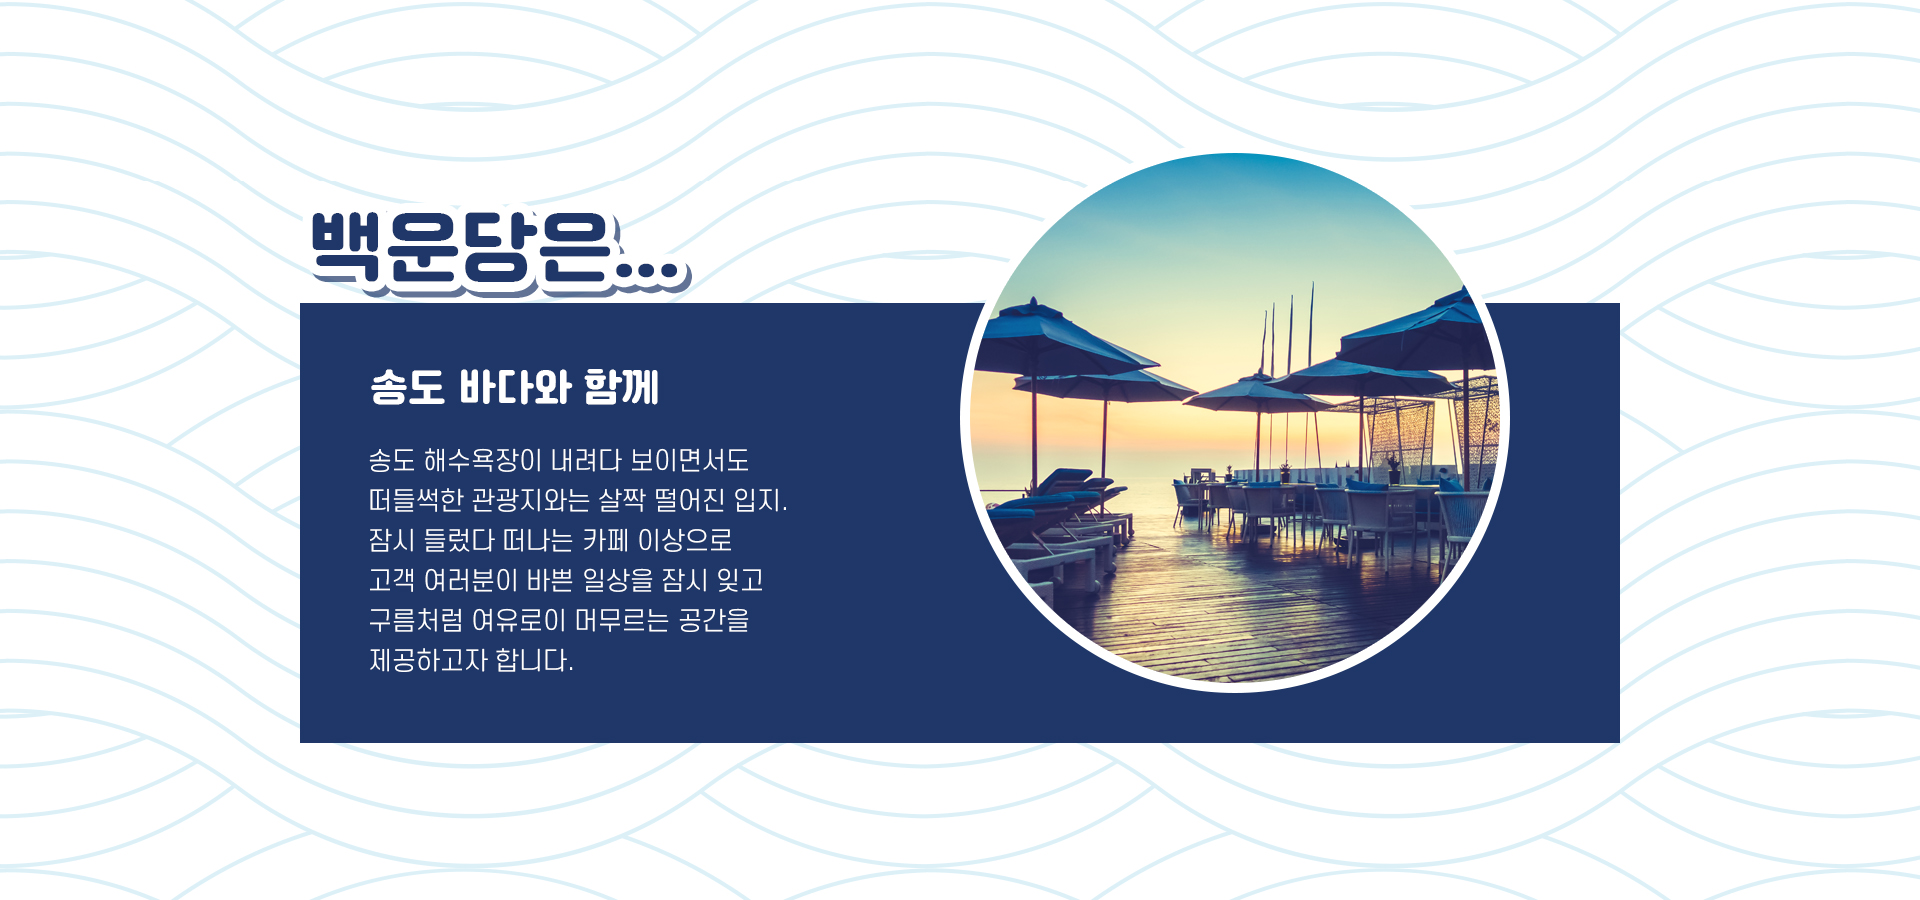 백운당은...
송도 바다와 함께
송도 해수욕장이 내려다 보이면서도
떠들썩한 관광지와는 살짝 떨어진 입지.
잠시 들렀다 떠나는 카페 이상으로
고객 여러분이 바쁜 일상을 잠시 잊고
구름처럼 여유로이 머무르는 공간을
제공하고자 합니다.